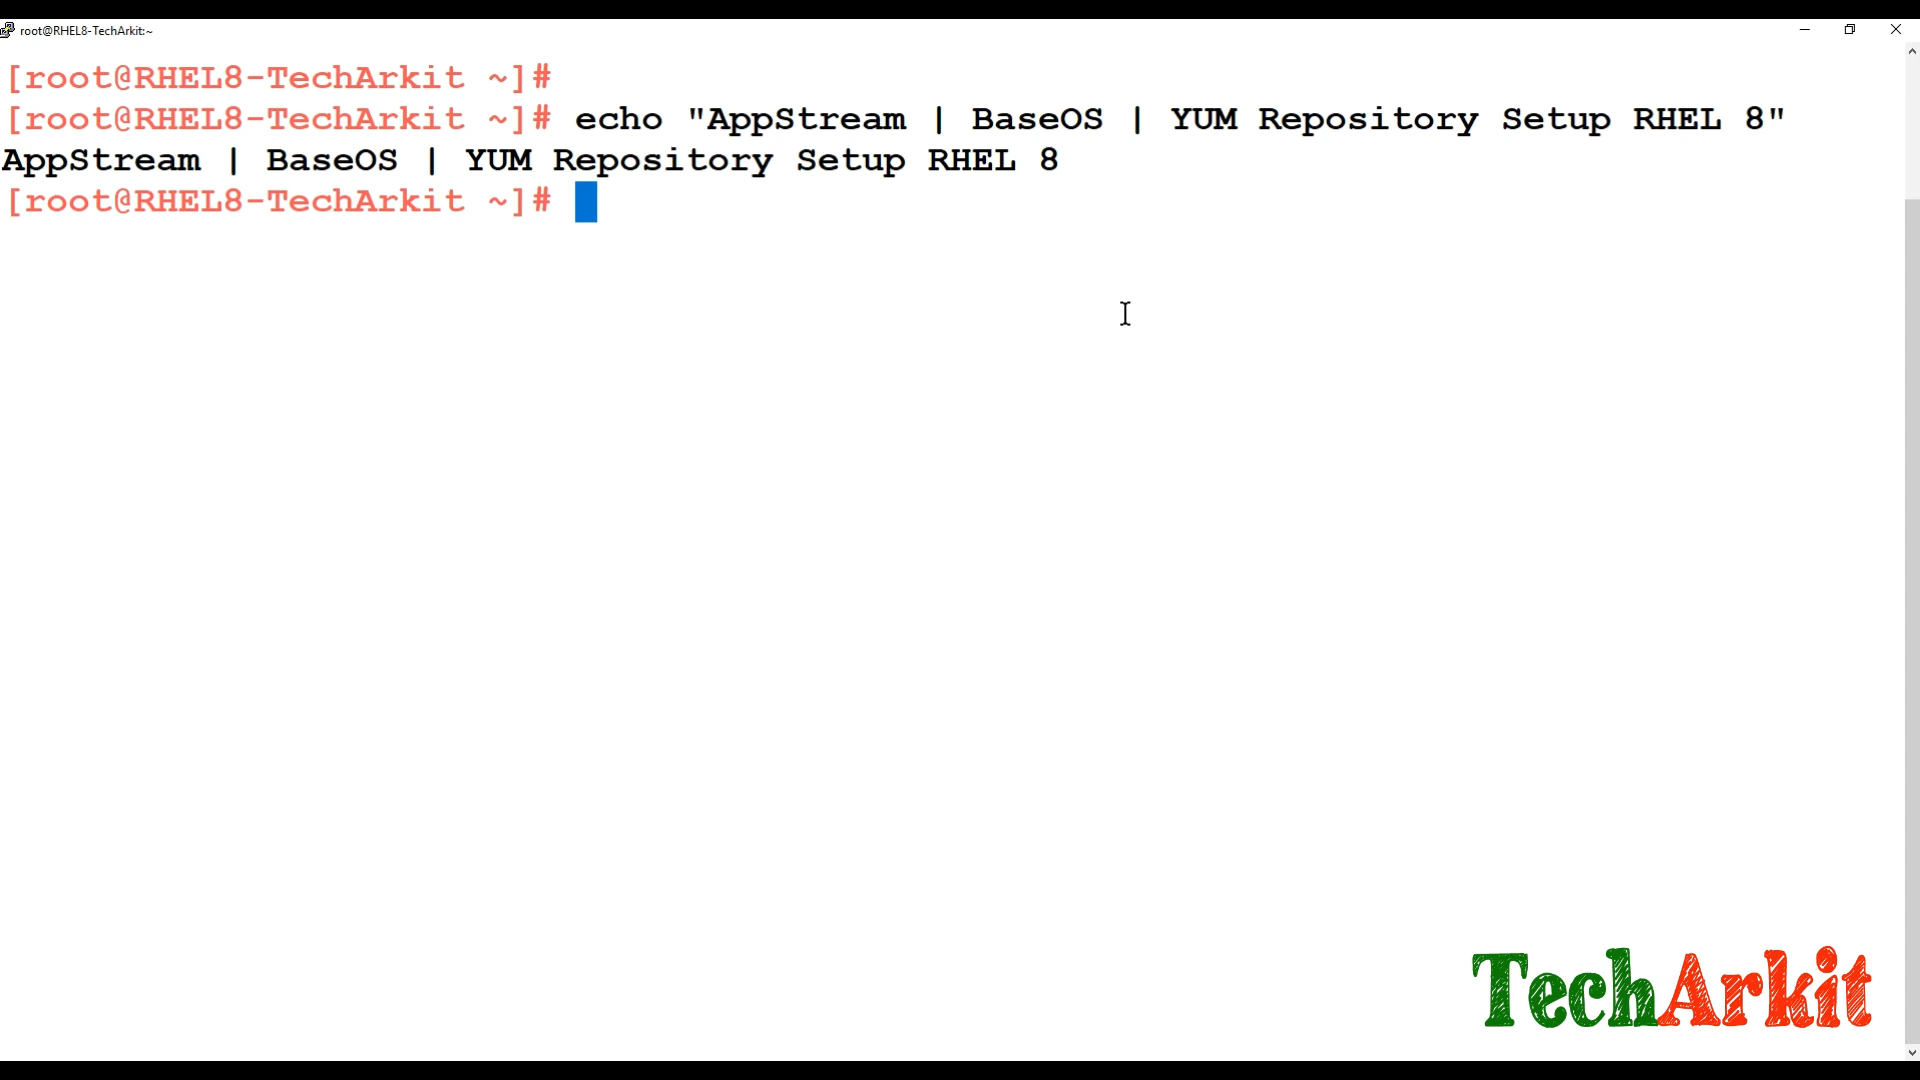 root@RHEL8-TechArkit:~
[root@RHEL8-TechArkit ~]#
[root@RHEL8-TechArkit ~]# echo "AppStream | BaseOS | YUM Repository Setup RHEL 8"
AppStream | BaseOS | YUM Repository Setup RHEL 8
[root@RHEL8-TechArkit ~]#
TechArkit